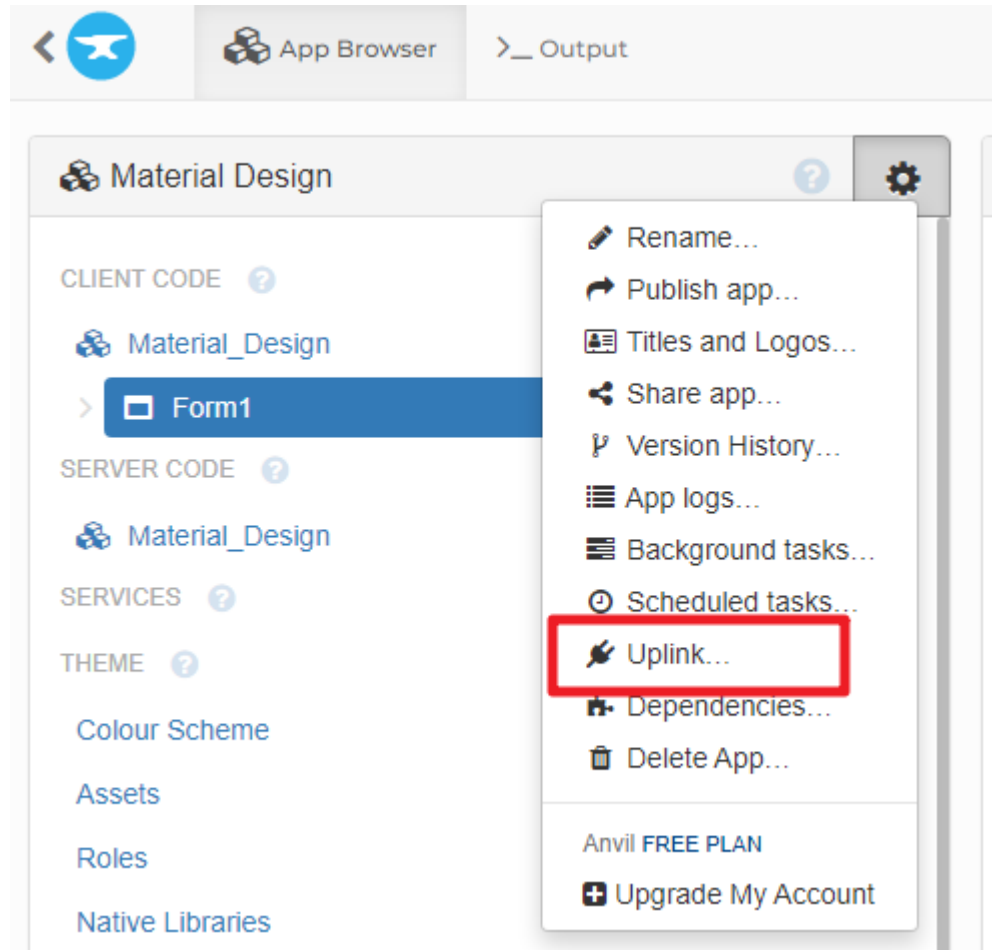 App Browser
>_ Output
Material Design
?
Rename...
CLIENT CODE ?
Publish app...
Material_Design
Titles and Logos...
Form1
Share app...
Version History...
SERVER CODE ?
App logs...
Material_Design
Background tasks...
SERVICES ?
Scheduled tasks...
THEME ?
Uplink...
Dependencies...
Colour Scheme
Delete App...
Assets
Anvil FREE PLAN
Roles
Upgrade My Account
Native Libraries